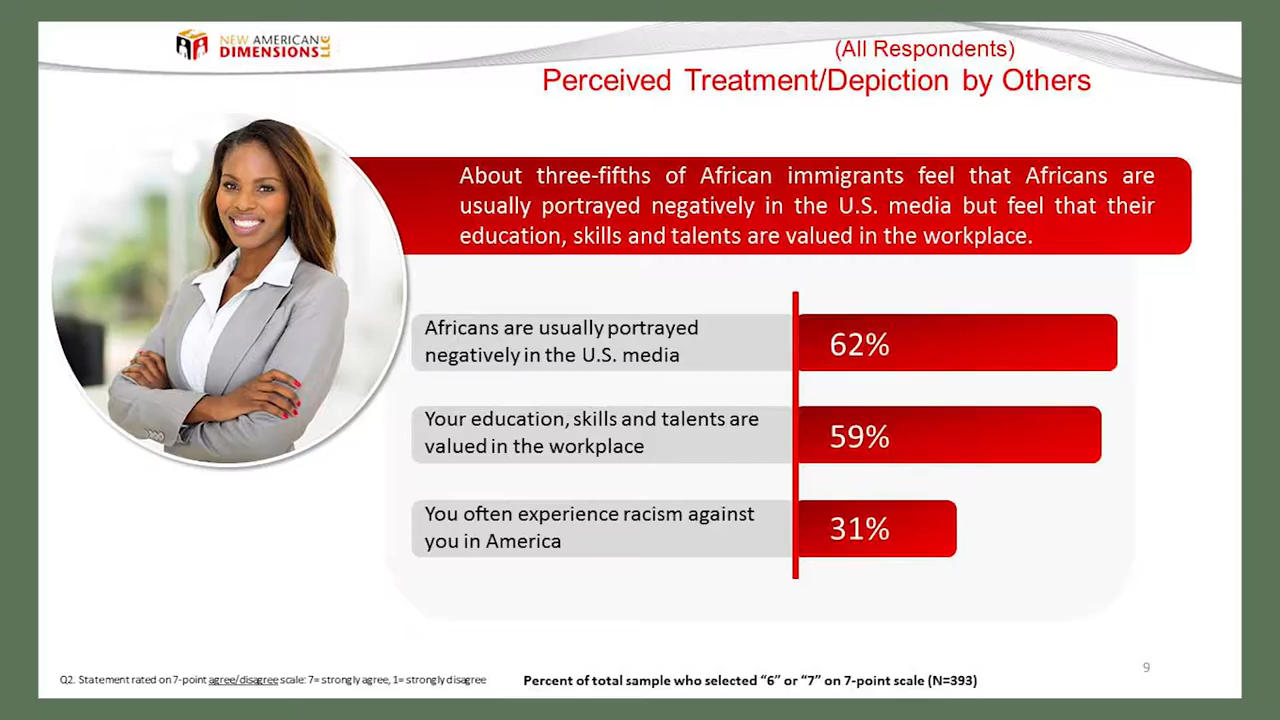 NEW AMERICAN
DIMENSIONS LLC
(All Respondents)
Perceived Treatment/Depiction by Others
About three-fifths of African immigrants feel that Africans are
usually portrayed negatively in the U.S. media but feel that their
education, skills and talents are valued in the workplace.
Africans are usually portrayed
negatively in the U.S. media
62%
Your education, skills and talents are
valued in the workplace
59%
You often experience racism against
you in America
31%
9
Q2. Statement rated on 7-point agree/disagree scale: 7= strongly agree, 1= strongly disagree
Percent of total sample who selected “6” or “7” on 7-point scale (N=393)